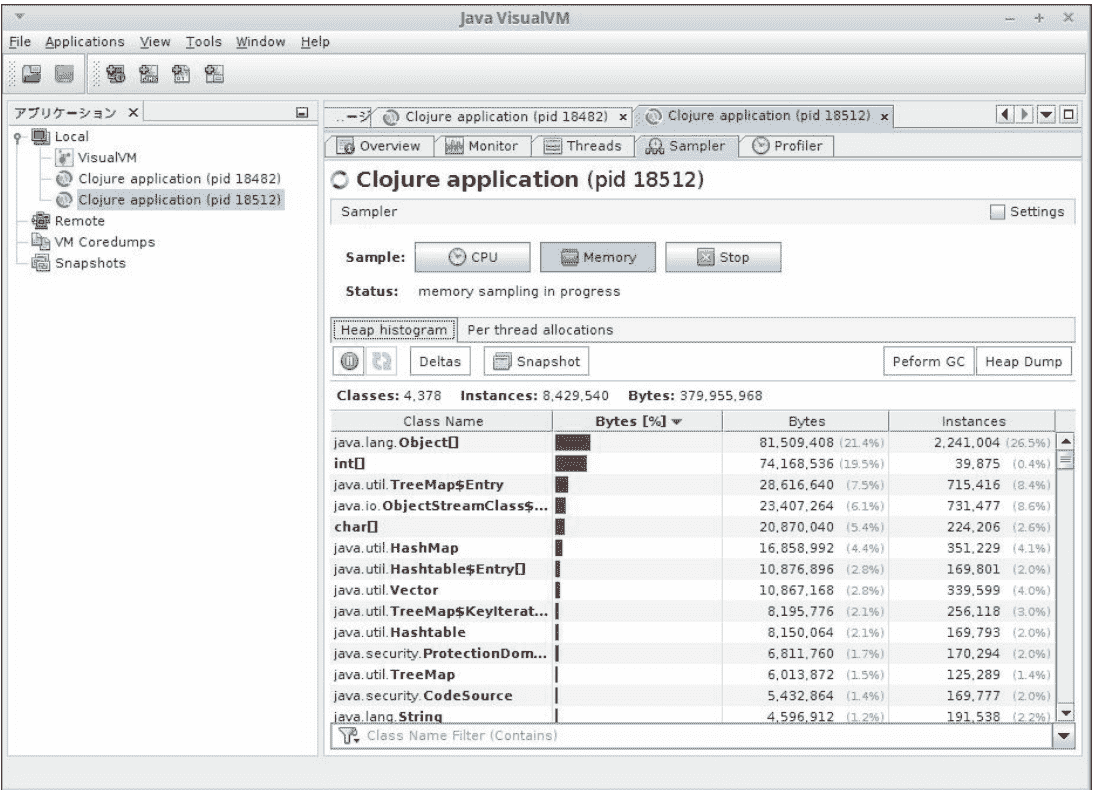 Java VisualVM
File Applications View Tools Window Help
アプリケーション
Local
VisualVM
Clojure application (pid 18482)
Clojure application (pid 18512)
Remote
VM Coredumps
Snapshots
...ージ Clojure application (pid 18482) Clojure application (pid 18512)
Overview Monitor Threads Sampler Profiler
Clojure application (pid 18512)
Sampler Settings
Sample: CPU Memory Stop
Status: memory sampling in progress
Heap histogram Per thread allocations
Deltas Snapshot Peform GC Heap Dump
Classes: 4,378 Instances: 8,429,540 Bytes: 379,955,968
Class Name Bytes [%] Bytes Instances
java.lang.Object[] 81,509,408 (21.4%) 2,241,004 (26.5%)
int[] 74,168,536 (19.5%) 39,875 (0.4%)
java.util.TreeMap$Entry 28,616,640 (7.5%) 715,416 (8.4%)
java.io.ObjectStreamClass$... 23,407,264 (6.1%) 731,477 (8.6%)
char[] 20,870,040 (5.4%) 224,206 (2.6%)
java.util.HashMap 16,858,992 (4.4%) 351,229 (4.1%)
java.util.Hashtable$Entry[] 10,876,896 (2.8%) 169,801 (2.0%)
java.util.Vector 10,867,168 (2.8%) 339,599 (4.0%)
java.util.TreeMap$KeyIterat... 8,195,776 (2.1%) 256,118 (3.0%)
java.util.Hashtable 8,150,064 (2.1%) 169,793 (2.0%)
java.security.ProtectionDom... 6,811,760 (1.7%) 170,294 (2.0%)
java.util.TreeMap 6,013,872 (1.5%) 125,289 (1.4%)
java.security.CodeSource 5,432,864 (1.4%) 169,777 (2.0%)
java.lang.String 4,596,912 (1.2%) 191,538 (2.2%)
Class Name Filter (Contains)